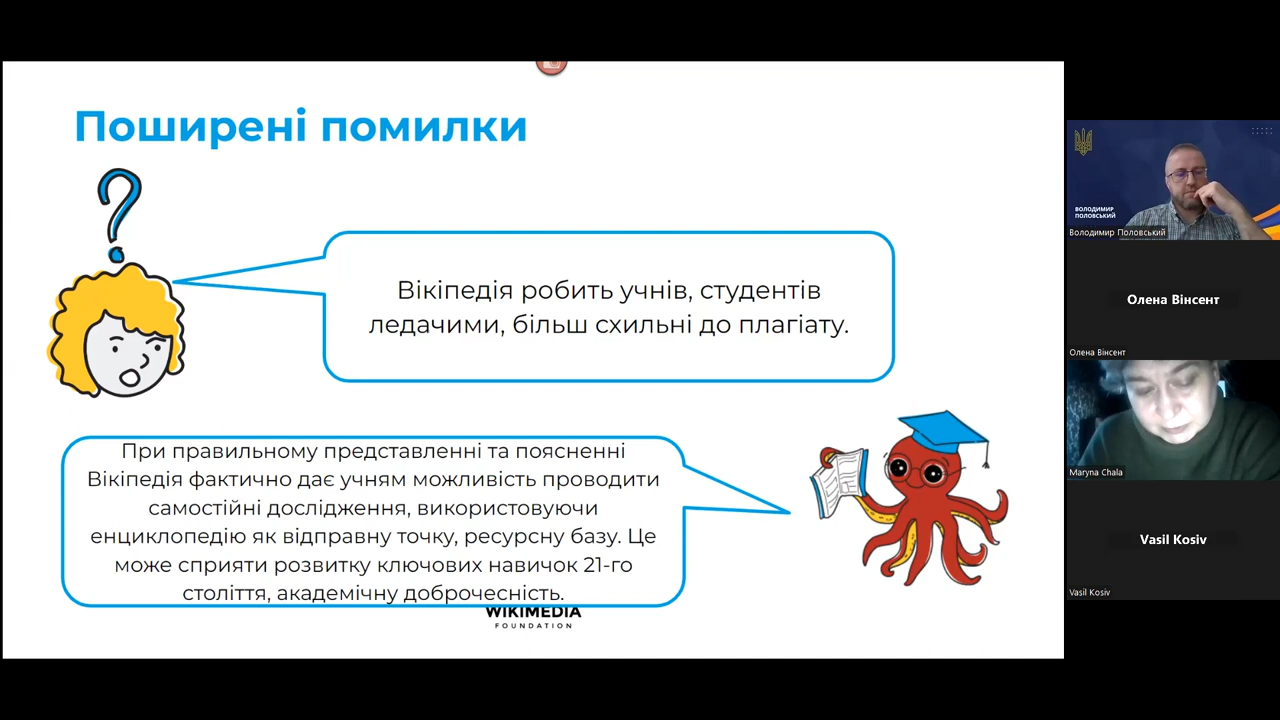 Поширені помилки
Вікіпедія робить учнів, студентів
ледачими, більш схильні до плагіату.
При правильному представленні та поясненні
Вікіпедія фактично дає учням можливість проводити
самостійні дослідження, використовуючи
енциклопедію як відправну точку, ресурсну базу. Це
може сприяти розвитку ключових навичок 21-го
століття, академічну доброчесність.
WIKIMEDIA
FOUNDATION
ВОЛОДИМИР
ПОЛОВСЬКИЙ
Володимир Половський
Олена Вінсент
Олена Вінсент
Maryna Chala
Vasil Kosiv
Vasil Kosiv